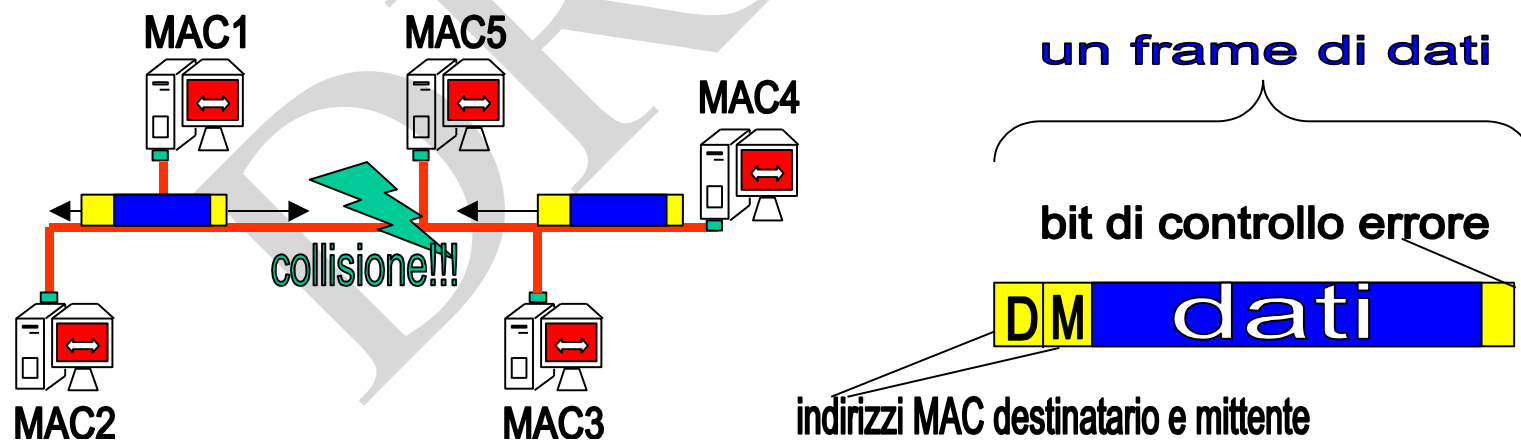 MAC1
MAC5
MAC4
collisione!!!
MAC2
MAC3
un frame di dati
bit di controllo errore
D M dati
indirizzi MAC destinatario e mittente